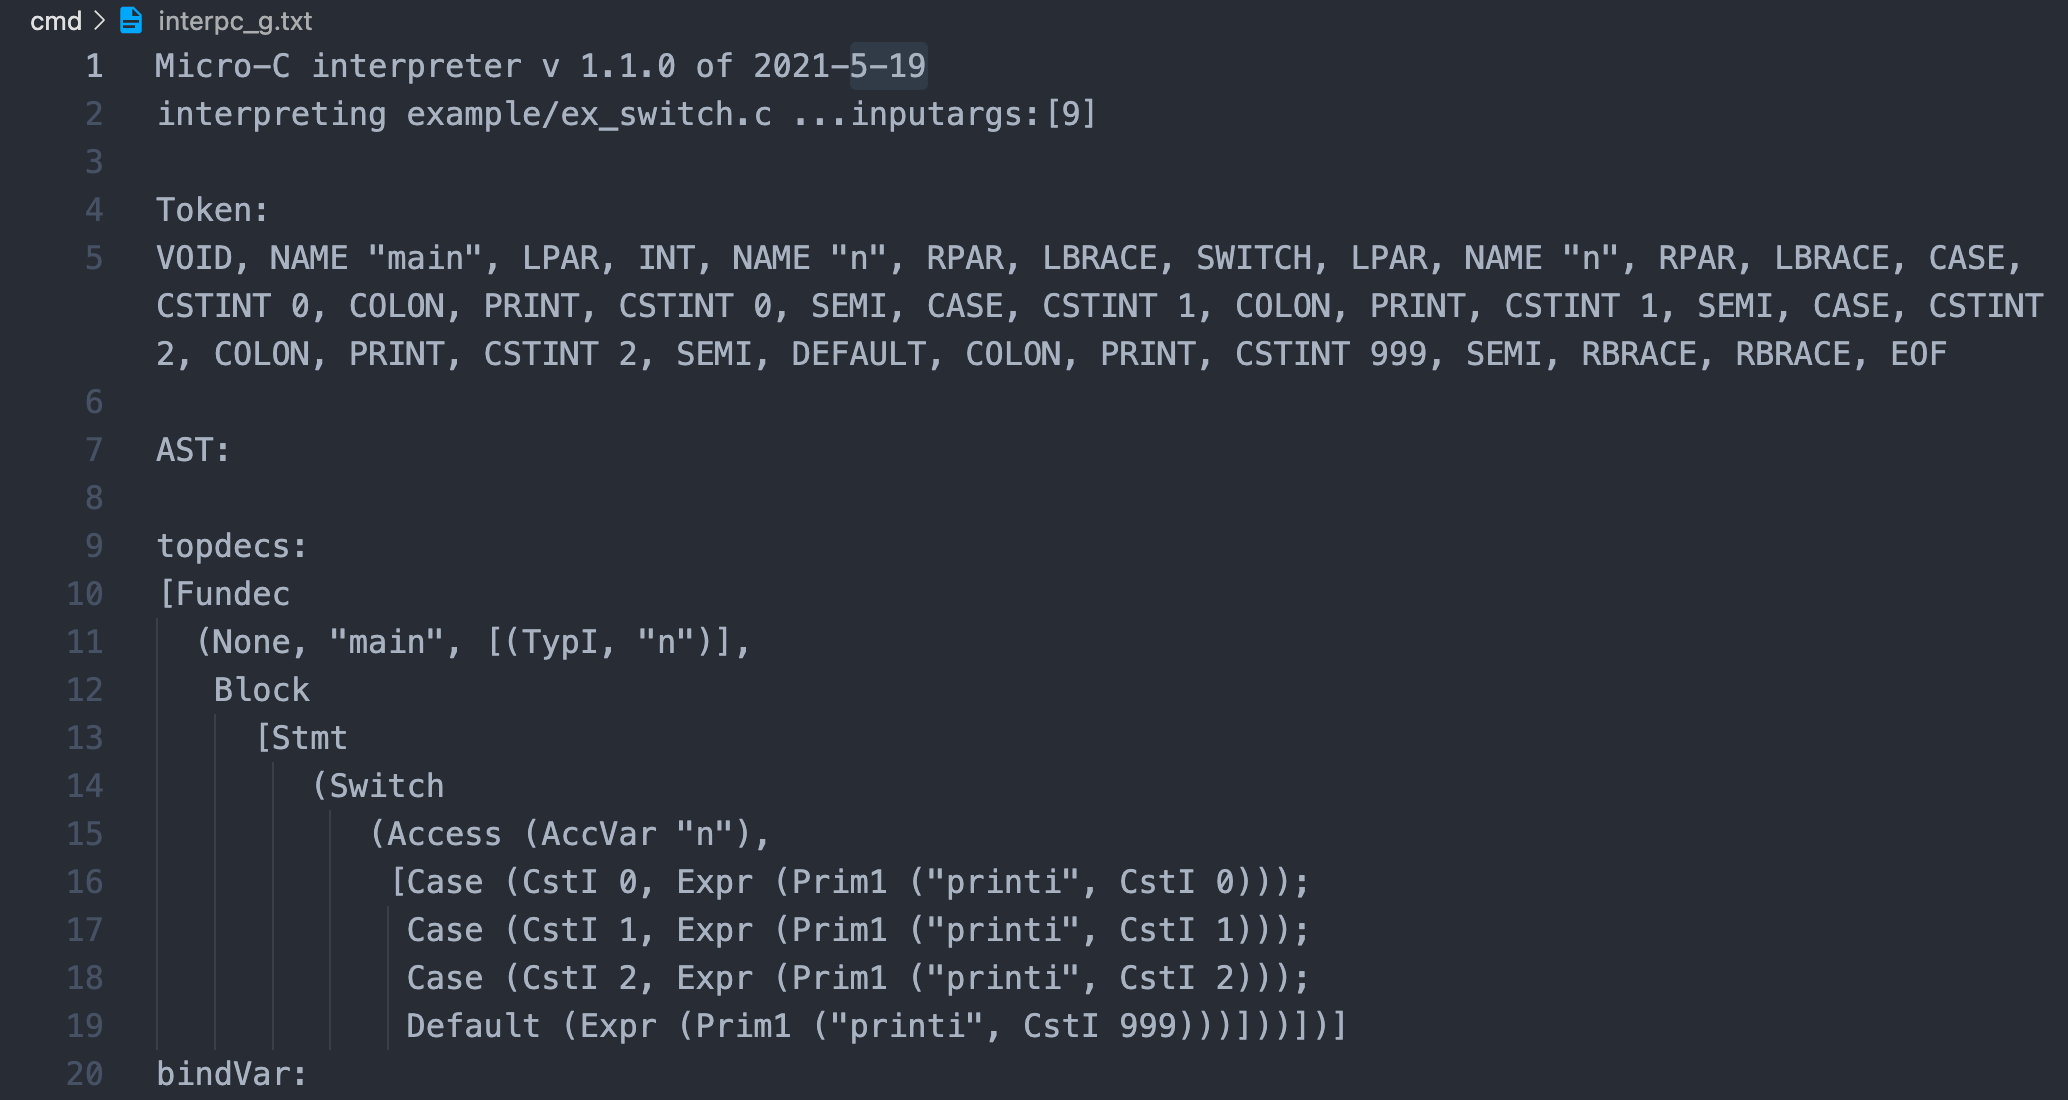 cmd > interpc_g.txt
1 Micro-C interpreter v 1.1.0 of 2021-5-19
2 interpreting example/ex_switch.c ...inputargs:[9]
3
4 Token:
5 VOID, NAME "main", LPAR, INT, NAME "n", RPAR, LBRACE, SWITCH, LPAR, NAME "n", RPAR, LBRACE, CASE,
CSTINT 0, COLON, PRINT, CSTINT 0, SEMI, CASE, CSTINT 1, COLON, PRINT, CSTINT 1, SEMI, CASE, CSTINT
2, COLON, PRINT, CSTINT 2, SEMI, DEFAULT, COLON, PRINT, CSTINT 999, SEMI, RBRACE, RBRACE, EOF
6
7 AST:
8
9 topdecs:
10 [Fundec
11 (None, "main", [(TypI, "n")],
12 Block
13 [Stmt
14 (Switch
15 (Access (AccVar "n"),
16 [Case (CstI 0, Expr (Prim1 ("printi", CstI 0)));
17 Case (CstI 1, Expr (Prim1 ("printi", CstI 1)));
18 Case (CstI 2, Expr (Prim1 ("printi", CstI 2)));
19 Default (Expr (Prim1 ("printi", CstI 999)))]))])]
20 bindVar: